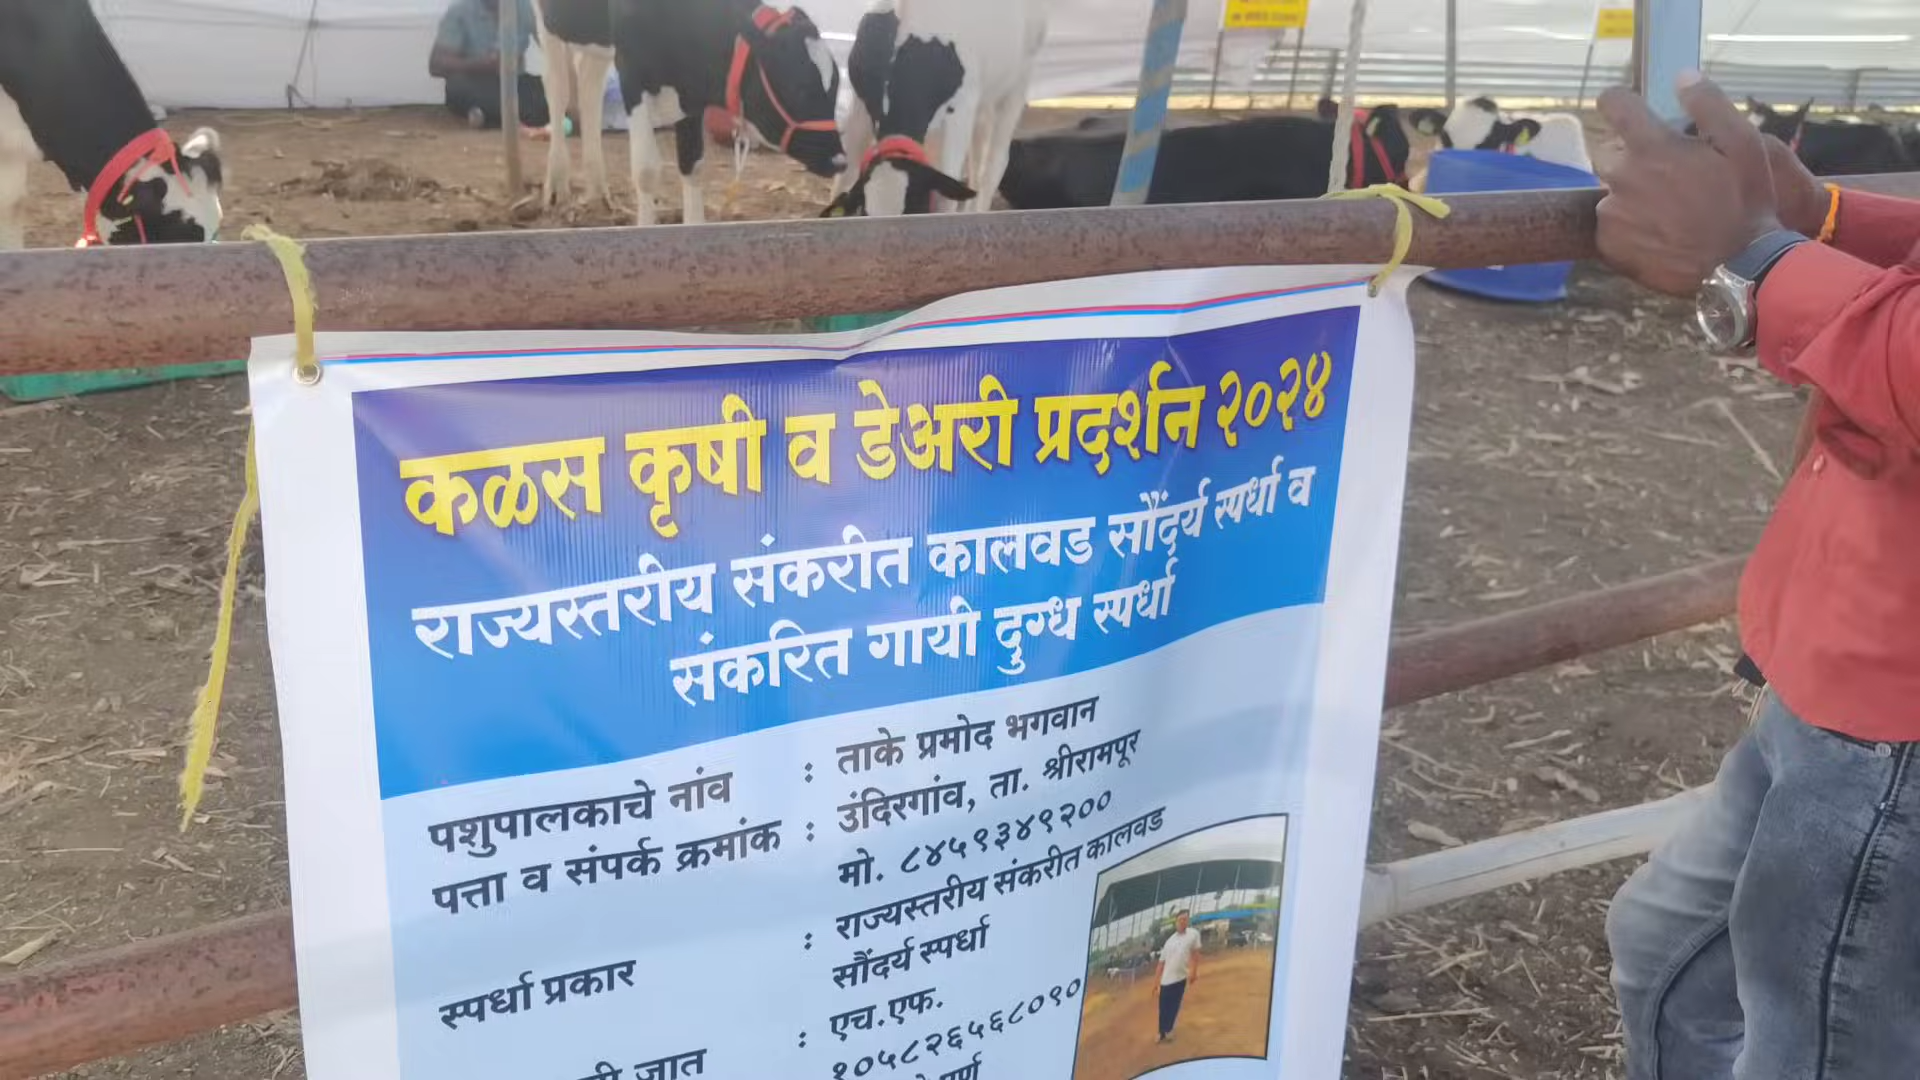 कळस कृषी व डेअरी प्रदर्शन २०२४
राज्यस्तरीय संकरीत कालवड सौंदर्य स्पर्धा व
संकरित गायी दुग्ध स्पर्धा
पशुपालकाचे नांव : ताके प्रमोद भगवान
पत्ता व संपर्क क्रमांक : उंदिरगांव, ता. श्रीरामपूर
मो. ८४५९३४९२००
स्पर्धा प्रकार : राज्यस्तरीय संकरीत कालवड
सौंदर्य स्पर्धा
जात : एच.एफ.
१०५८२६५६८०९०